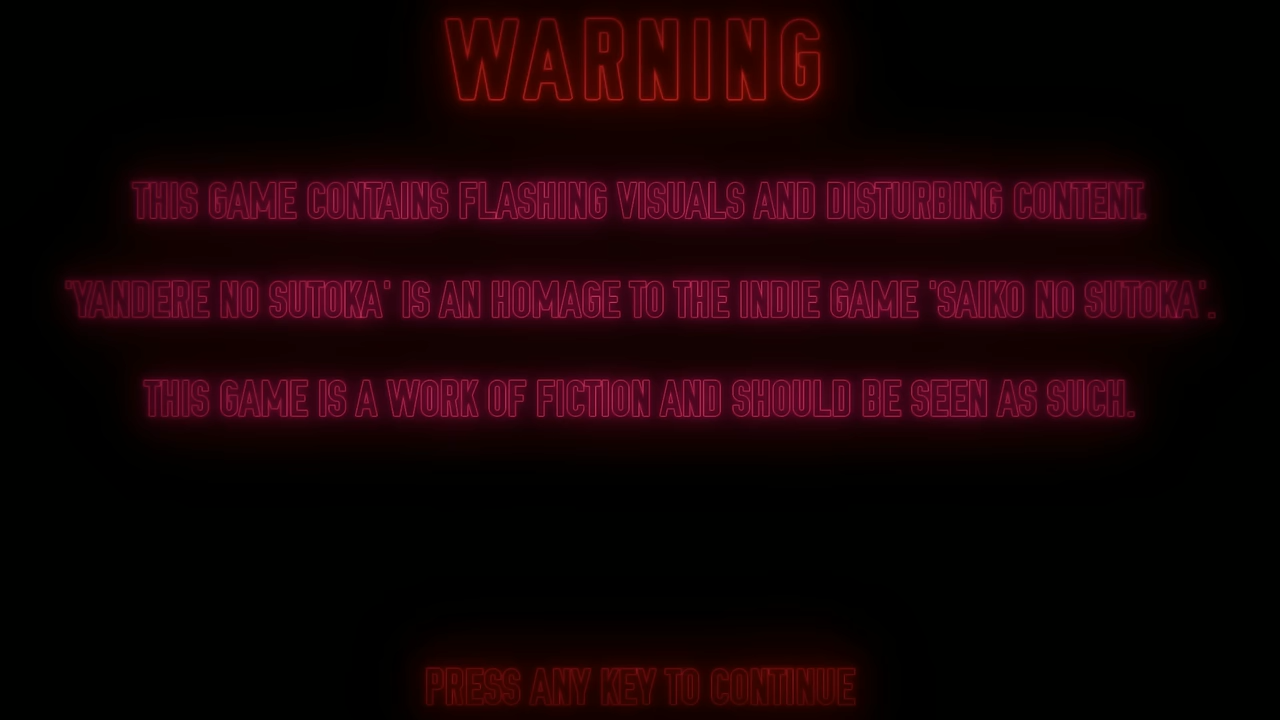 WARNING
THIS GAME CONTAINS FLASHING VISUALS AND DISTURBING CONTENT.
'YANDERE NO SUTOKA' IS AN HOMAGE TO THE INDIE GAME 'SAIKO NO SUTOKA'.
THIS GAME IS A WORK OF FICTION AND SHOULD BE SEEN AS SUCH.
PRESS ANY KEY TO CONTINUE